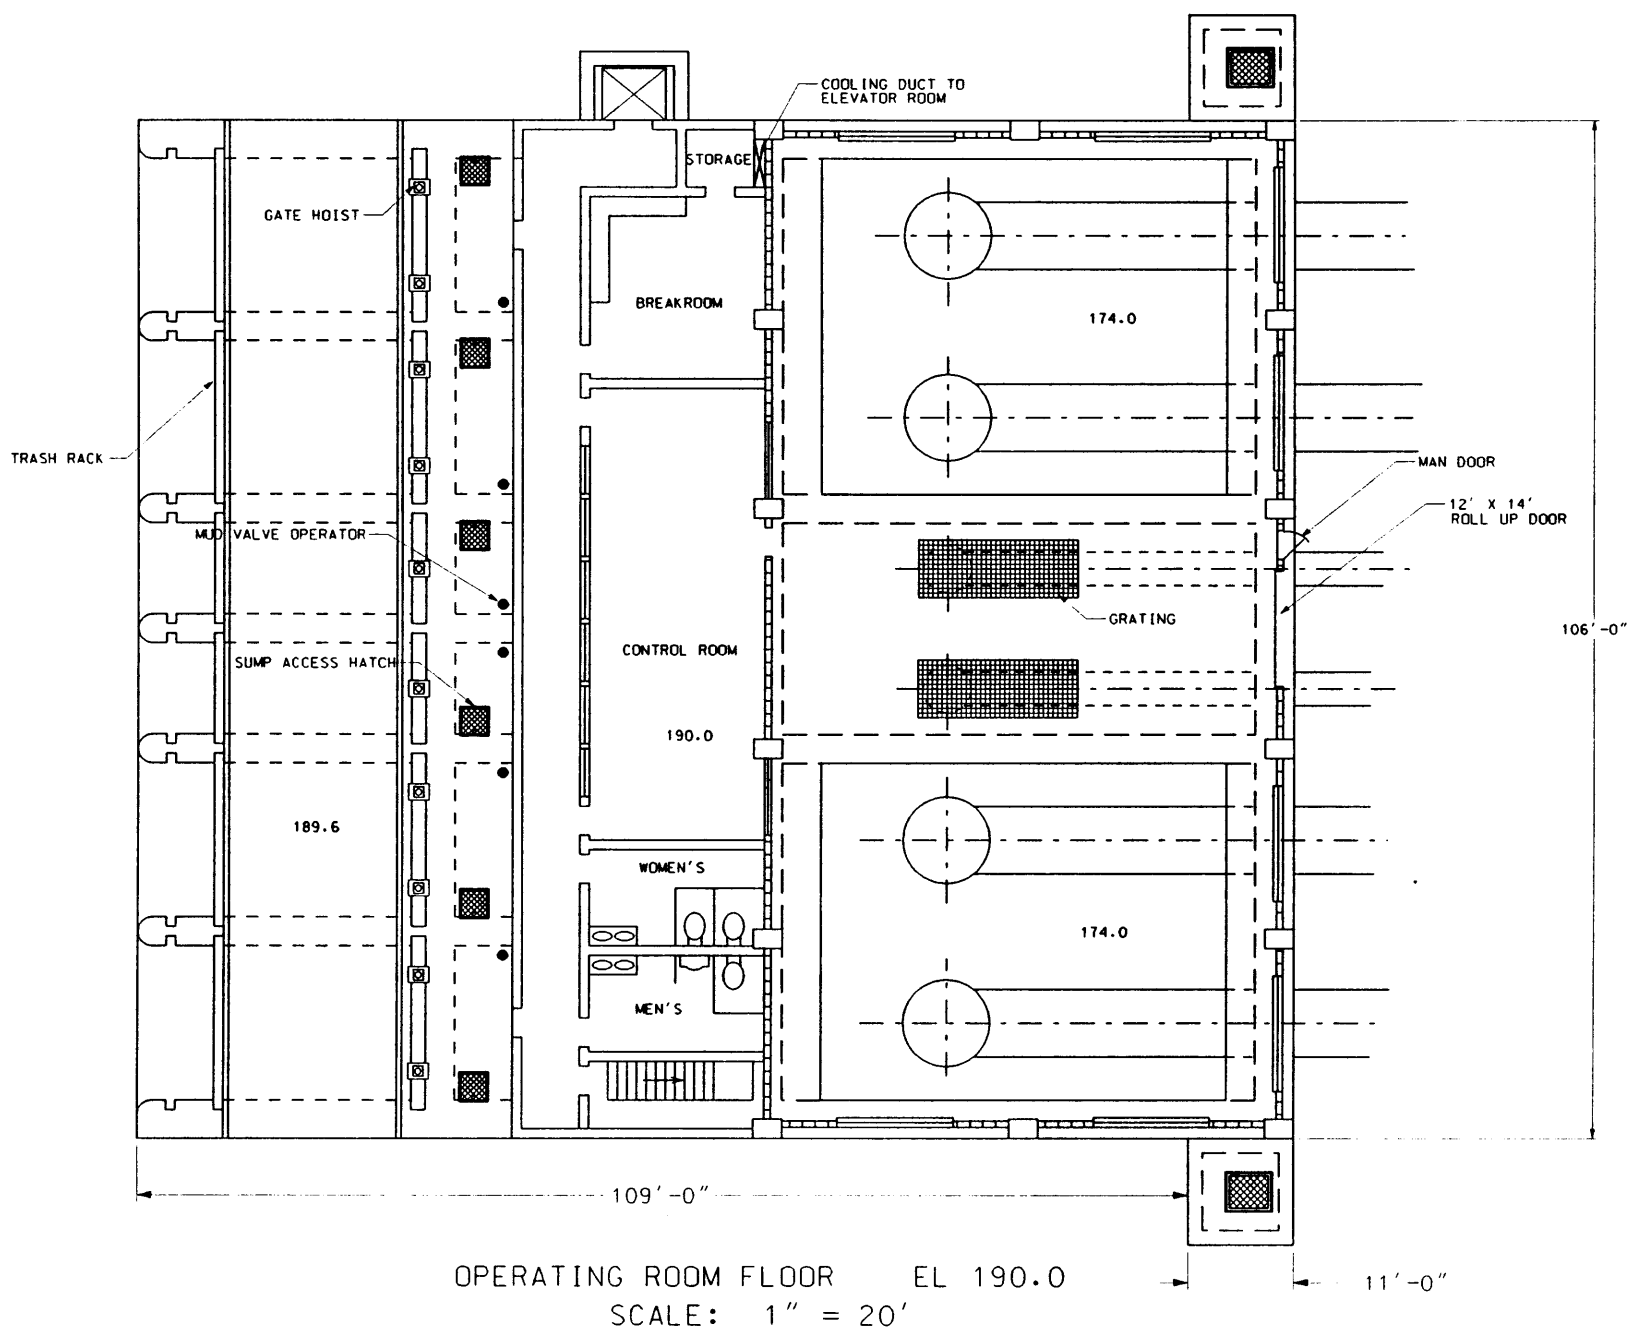 COOLING DUCT TO
ELEVATOR ROOM
STORAGE
GATE HOIST
BREAKROOM
174.0
TRASH RACK
MAN DOOR
12' X 14'
ROLL UP DOOR
MUD VALVE OPERATOR
GRATING
106'-0"
CONTROL ROOM
SUMP ACCESS HATCH
190.0
189.6
WOMEN'S
174.0
MEN'S
109'-0"
OPERATING ROOM FLOOR EL 190.0
11'-0"
SCALE: 1" = 20'